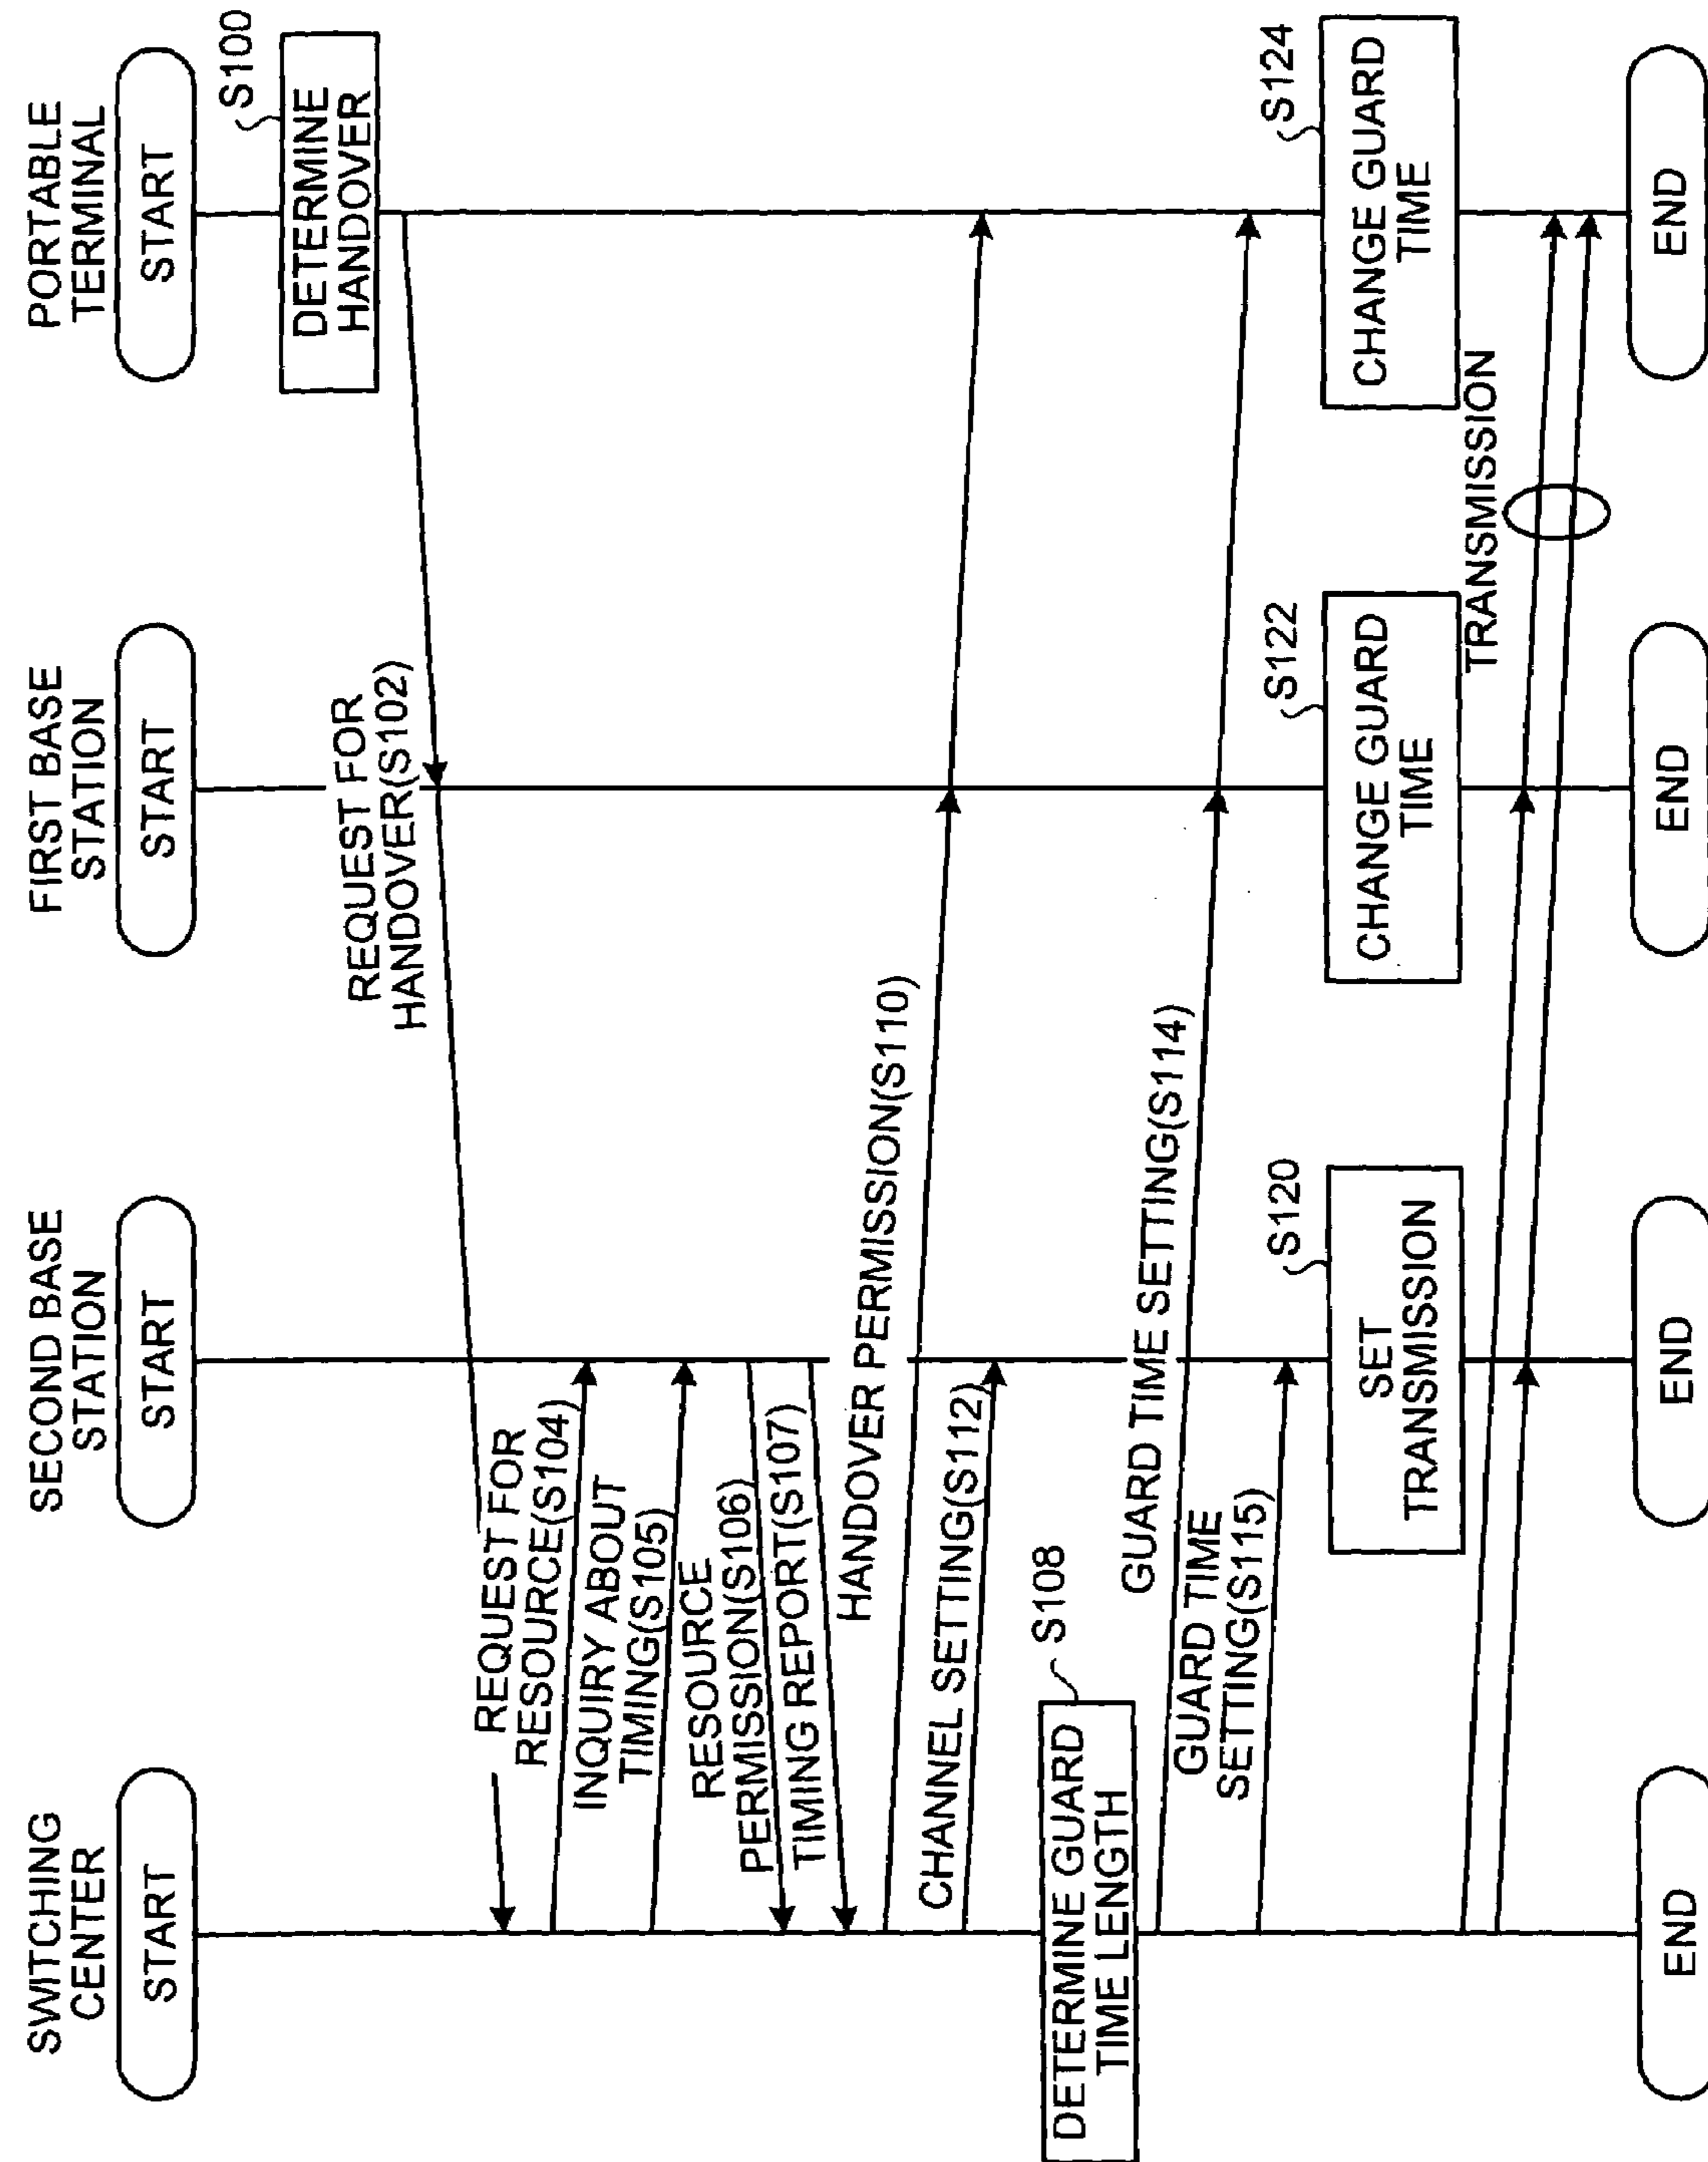 SWITCHING
CENTER
SECOND BASE
STATION
FIRST BASE
STATION
PORTABLE
TERMINAL
START
START
START
START
S100
DETERMINE
HANDOVER
REQUEST FOR
HANDOVER(S102)
REQUEST FOR
RESOURCE(S104)
INQUIRY ABOUT
TIMING(S105)
RESOURCE
PERMISSION(S106)
TIMING REPORT(S107)
HANDOVER PERMISSION(S110)
CHANNEL SETTING(S112)
S108
DETERMINE GUARD
TIME LENGTH
GUARD TIME SETTING(S114)
GUARD TIME
SETTING(S115)
S120
SET
TRANSMISSION
S122
CHANGE GUARD
TIME
S124
CHANGE GUARD
TIME
TRANSMISSION
END
END
END
END